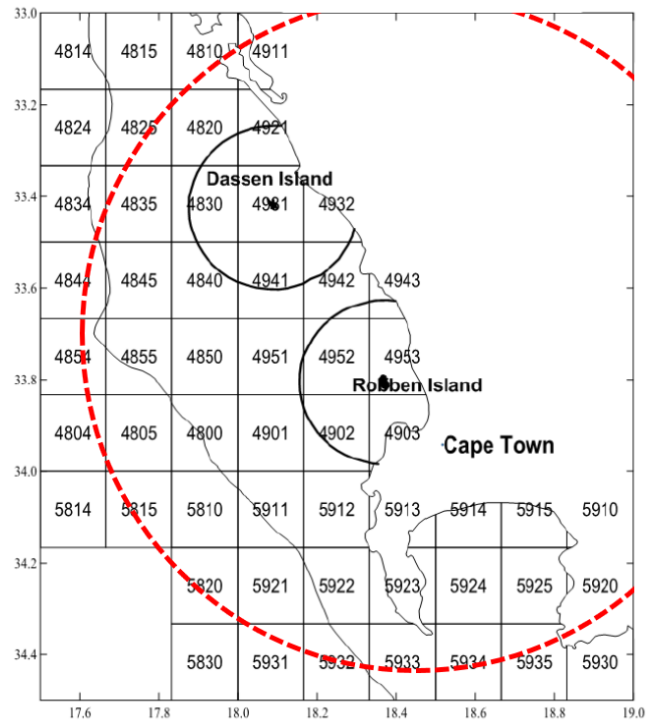 33.0
4814 4815 4810 4911
33.2
4824 4825 4820 4921
Dassen Island
33.4
4834 4835 4830 4931 4932
4844 4845 4840 4941 4942 4943
33.6
4854 4855 4850 4951 4952 4953
33.8
Robben Island
4804 4805 4800 4901 4902 4903
Cape Town
34.0
5814 5815 5810 5911 5912 5913 5914 5915 5910
34.2
5820 5921 5922 5923 5924 5925 5920
34.4
5830 5931 5932 5933 5934 5935 5930
17.6 17.8 18.0 18.2 18.4 18.6 18.8 19.0